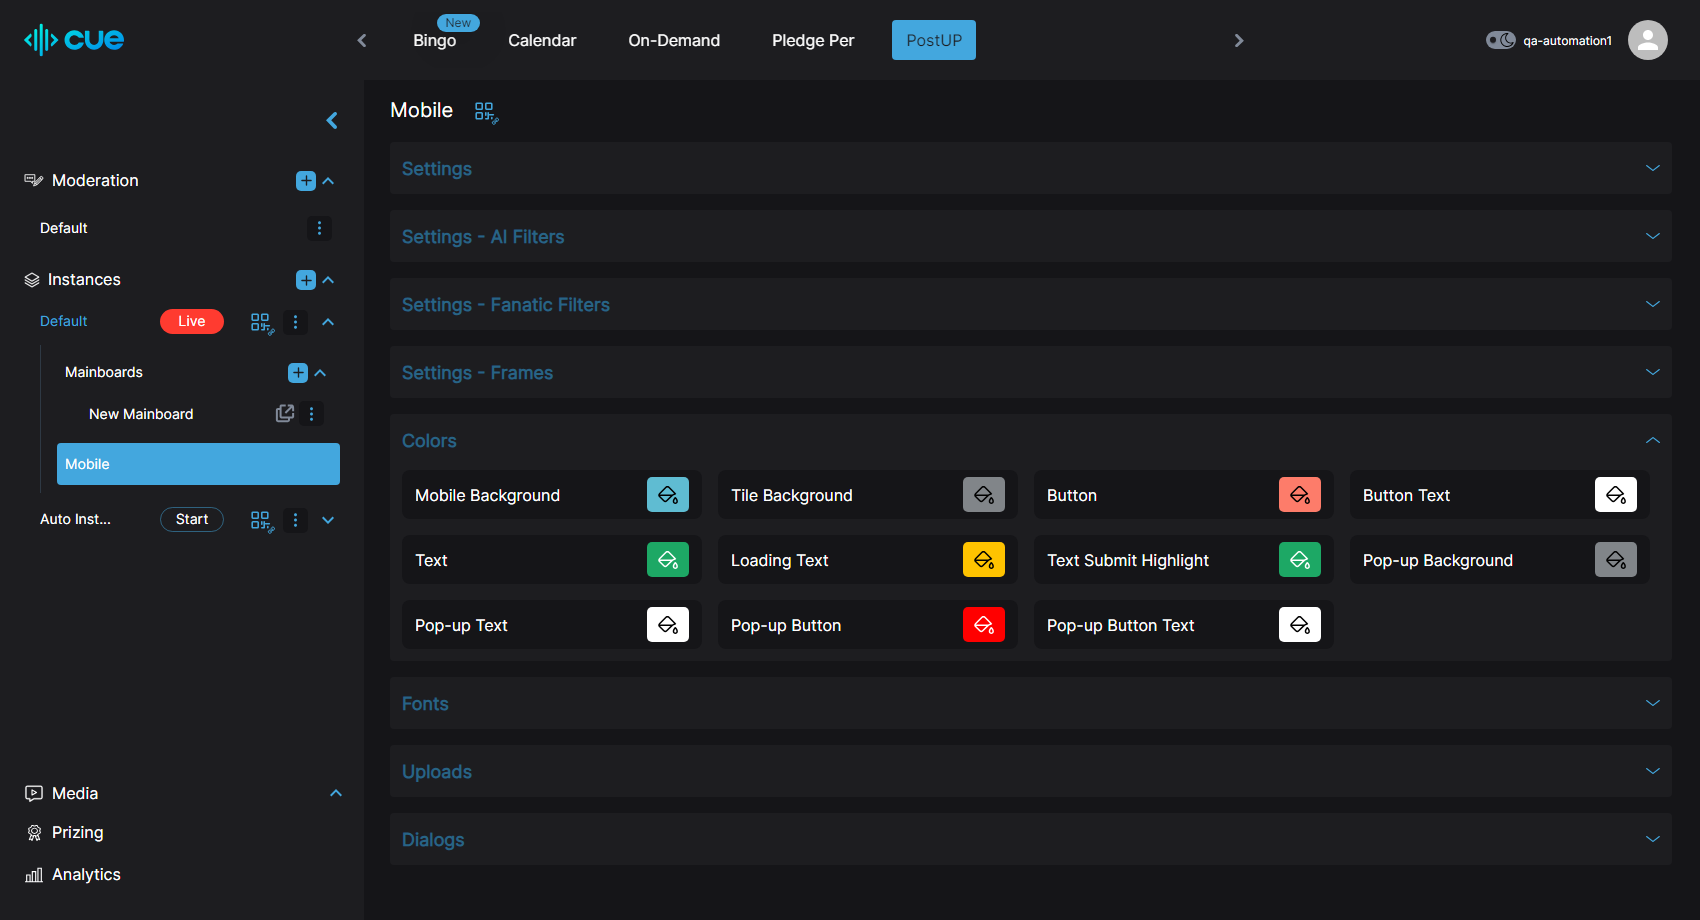 cue
New
Bingo
Calendar
On-Demand
Pledge Per
PostUP
qa-automation1
Moderation
Default
Instances
Default
Live
Mainboards
New Mainboard
Mobile
Auto Inst...
Start
Media
Prizing
Analytics
Mobile
Settings
Settings - AI Filters
Settings - Fanatic Filters
Settings - Frames
Colors
Mobile Background
Tile Background
Button
Button Text
Text
Loading Text
Text Submit Highlight
Pop-up Background
Pop-up Text
Pop-up Button
Pop-up Button Text
Fonts
Uploads
Dialogs